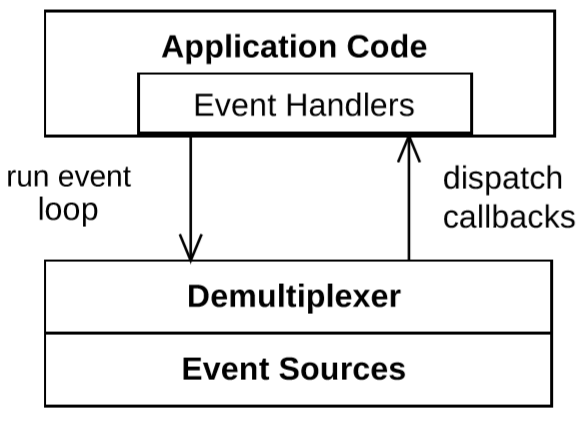 Application Code
Event Handlers
run event
loop
dispatch
callbacks
Demultiplexer
Event Sources